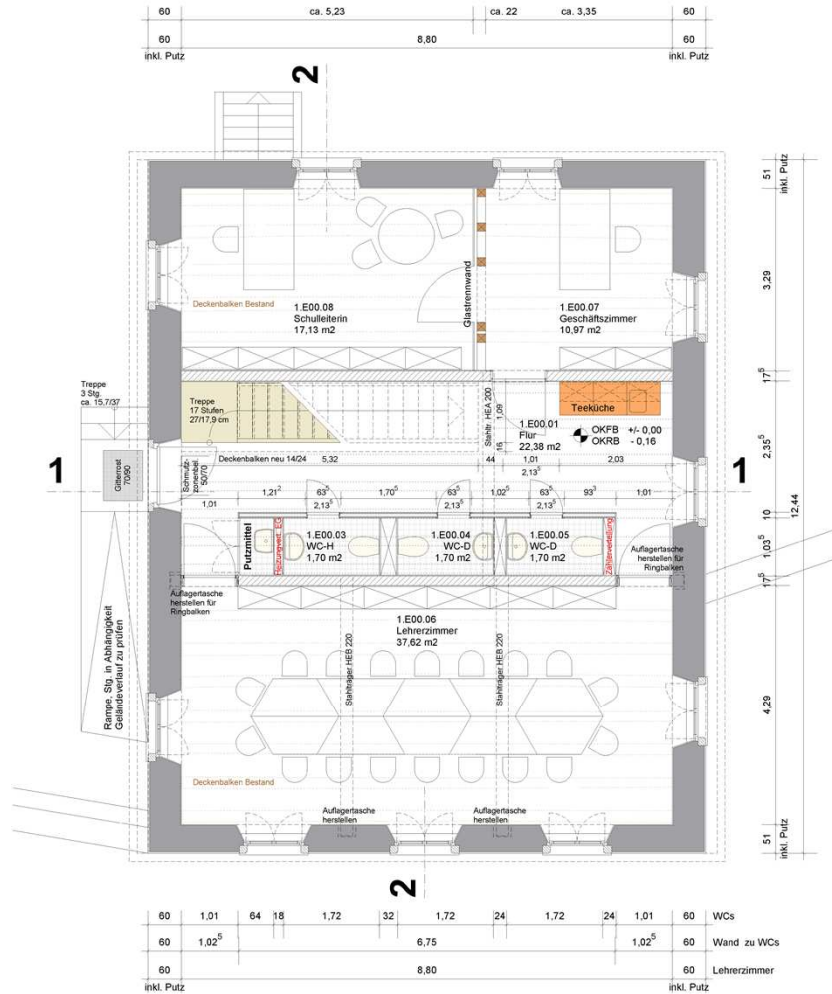 60 ca. 5,23 ca. 22 ca. 3,35 60
60 8,80 60
inkl. Putz inkl. Putz
2
51 inkl. Putz
3,29
17⁵
2,35⁵
10
1,03⁵
17⁵
4,29
51 inkl. Putz
12,44
Deckenbalken Bestand
1.E00.08
Schulleiterin
17,13 m2
Glastrennwand
1.E00.07
Geschäftszimmer
10,97 m2
Treppe
3 Stg.
ca. 15,7/37
Treppe
17 Stufen
27/17,9 cm
Stahltr. HEA 200
1,09
16
Teeküche
1.E00.01
Flur
22,38 m2
OKFB +/- 0,00
OKRB - 0,16
1
1
Gitterrost
70/90
Schmutz-
zonenbel.
50/70
Deckenbalken neu 14/24 5,32 44 1,01 2,03
2,13⁵
1,01 1,21² 63⁵ 1,70⁵ 63⁵ 1,02⁵ 63⁵ 93³ 1,01
2,13⁵ 2,13⁵ 2,13⁵
Putzmittel
Heizungvert. EG
1.E00.03
WC-H
1,70 m2
1.E00.04
WC-D
1,70 m2
1.E00.05
WC-D
1,70 m2
Zählerverteilung
Auflagertasche
herstellen für
Ringbalken
Auflagertasche
herstellen für
Ringbalken
Rampe, Stg. in Abhängigkeit
Geländeverlauf zu prüfen
1.E00.06
Lehrerzimmer
37,62 m2
Stahlträger HEB 220
Stahlträger HEB 220
Deckenbalken Bestand
Auflagertasche
herstellen
Auflagertasche
herstellen
2
60 1,01 64 18 1,72 32 1,72 24 1,72 24 1,01 60 WCs
60 1,02⁵ 6,75 1,02⁵ 60 Wand zu WCs
60 8,80 60 Lehrerzimmer
inkl. Putz inkl. Putz